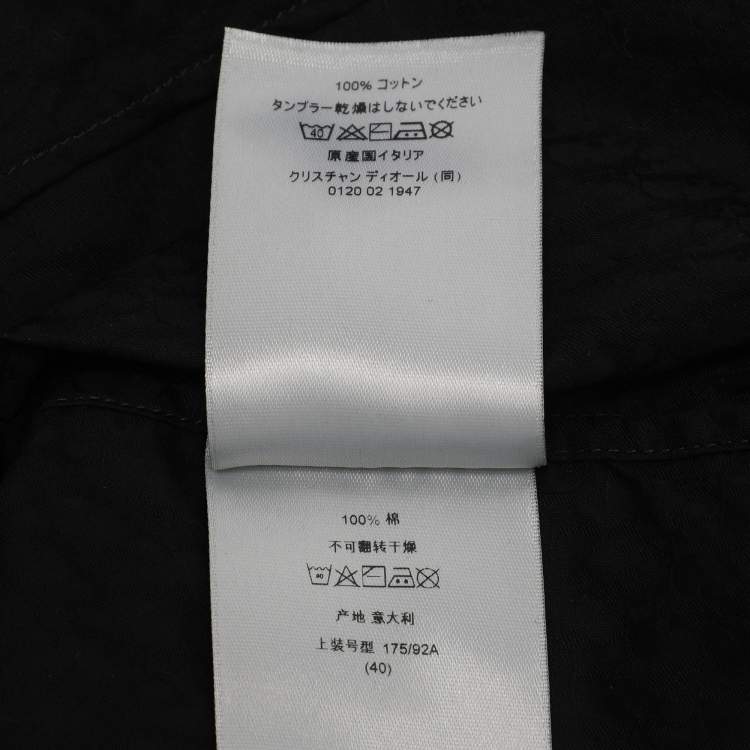 100% コットン
タンブラー乾燥はしないでください
40
原産国イタリア
クリスチャン ディオール (同)
0120 02 1947
100% 棉
不可翻转干燥
40
产地 意大利
上装号型 175/92A
(40)